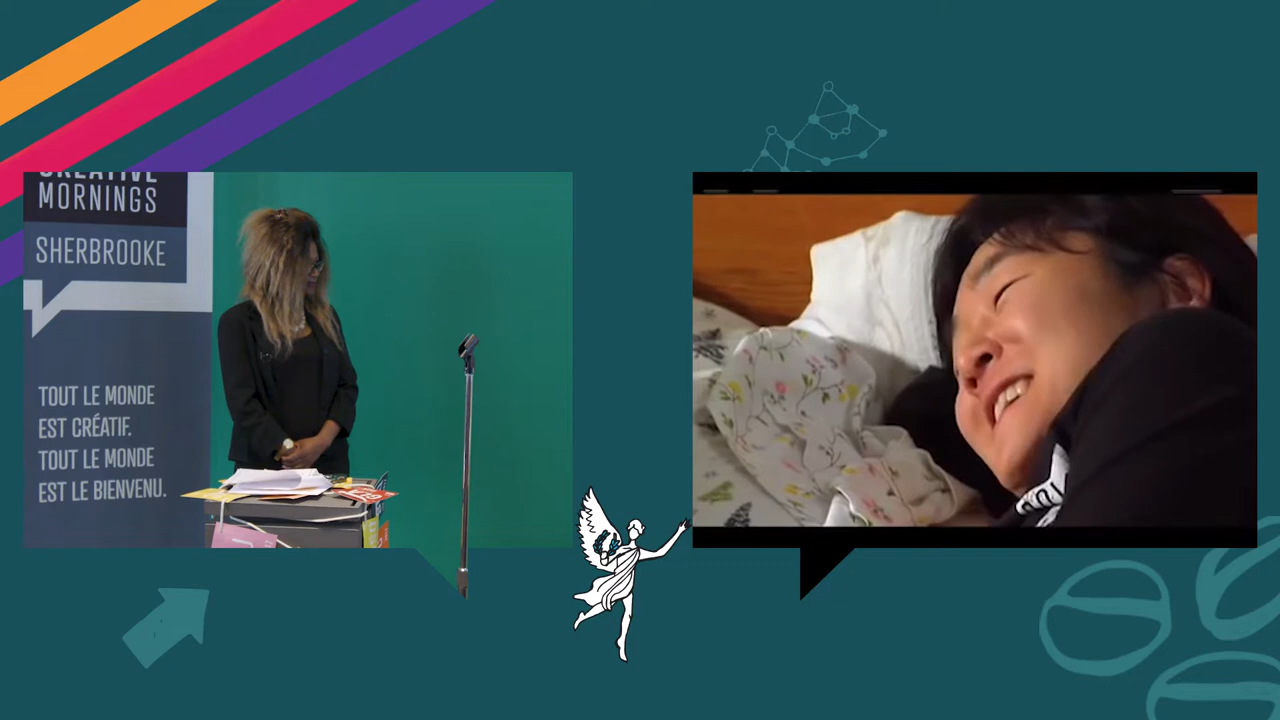 CREATIVE
MORNINGS
SHERBROOKE
TOUT LE MONDE
EST CRÉATIF.
TOUT LE MONDE
EST LE BIENVENU.